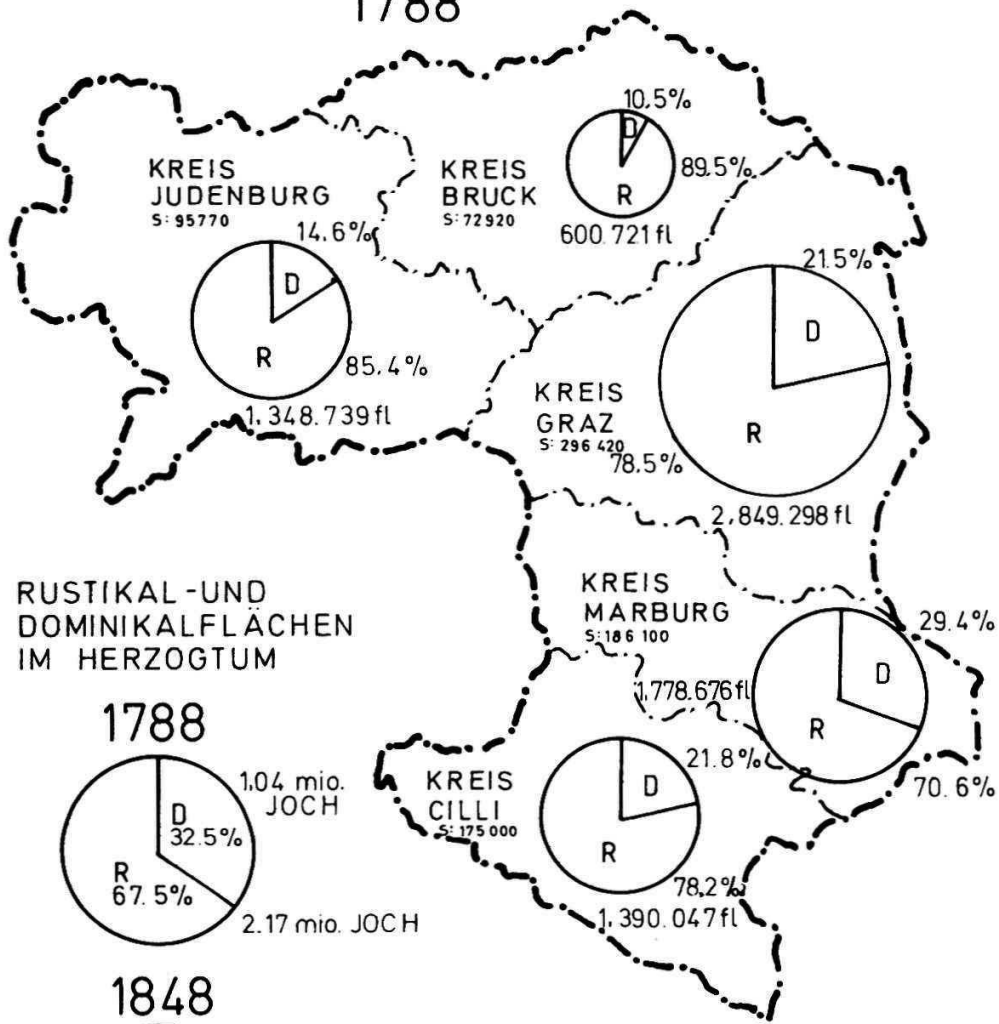 1788
KREIS
JUDENBURG
S: 95770
14.6%
D
R
85.4%
1.348.739 fl
KREIS
BRUCK
S: 72920
10.5%
D
R
89.5%
600.721 fl
KREIS
GRAZ
S: 296 420
21.5%
D
R
78.5%
2.849.298 fl
KREIS
MARBURG
S: 186 100
29.4%
D
R
70.6%
1.778.676 fl
KREIS
CILLI
S: 175 000
21.8%
D
R
78.2%
1.390.047 fl
RUSTIKAL-UND
DOMINIKALFLÄCHEN
IM HERZOGTUM
1788
1.04 mio.
JOCH
D
32.5%
R
67.5%
2.17 mio. JOCH
1848